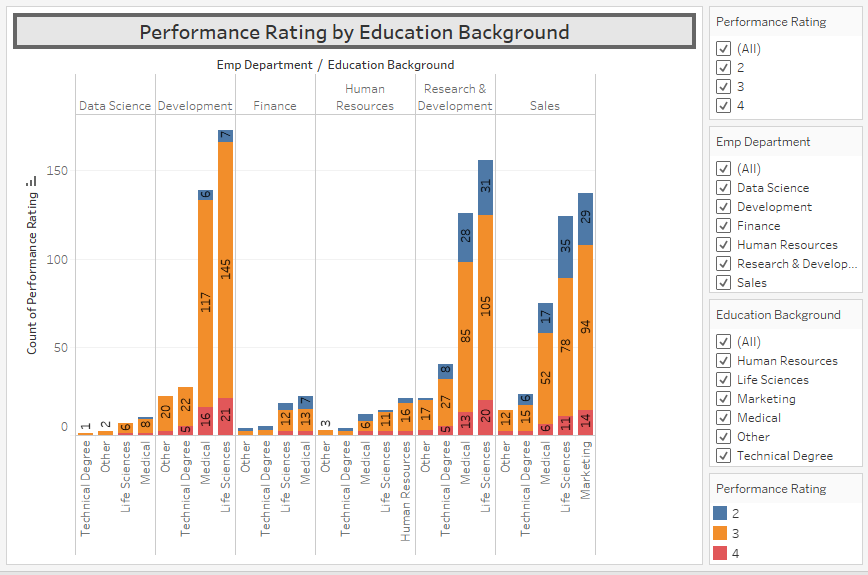 Performance Rating by Education Background
Emp Department / Education Background
Data Science
Development
Finance
Human
Resources
Research &
Development
Sales
Count of Performance Rating
150
100
50
0
1
2
6
8
20
22
5
6
117
16
7
145
21
12
7
13
3
6
11
16
17
8
27
5
28
85
13
31
105
20
12
6
15
17
52
6
35
78
11
29
94
14
Technical Degree
Other
Life Sciences
Medical
Other
Technical Degree
Medical
Life Sciences
Other
Technical Degree
Life Sciences
Medical
Other
Technical Degree
Medical
Life Sciences
Human Resources
Other
Technical Degree
Medical
Life Sciences
Other
Technical Degree
Medical
Life Sciences
Marketing
Performance Rating
(All)
2
3
4
Emp Department
(All)
Data Science
Development
Finance
Human Resources
Research & Develop...
Sales
Education Background
(All)
Human Resources
Life Sciences
Marketing
Medical
Other
Technical Degree
Performance Rating
2
3
4